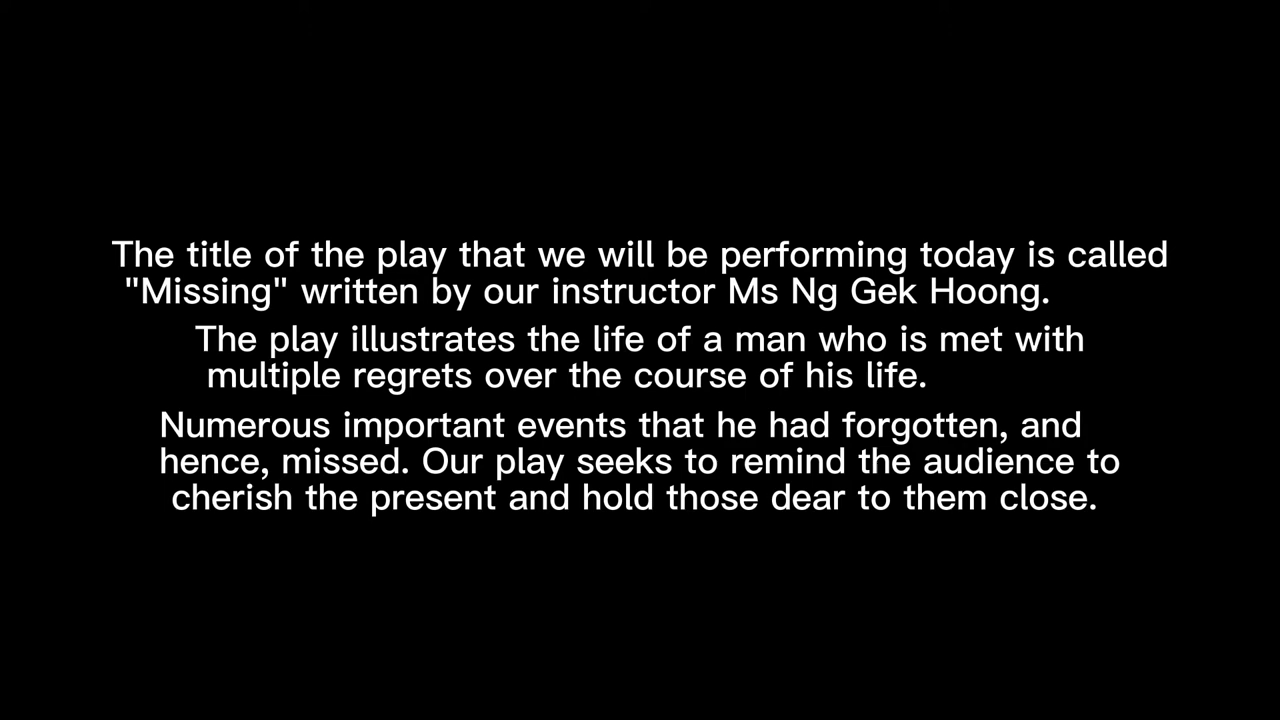 The title of the play that we will be performing today is called
"Missing" written by our instructor Ms Ng Gek Hoong.
The play illustrates the life of a man who is met with
multiple regrets over the course of his life.
Numerous important events that he had forgotten, and
hence, missed. Our play seeks to remind the audience to
cherish the present and hold those dear to them close.